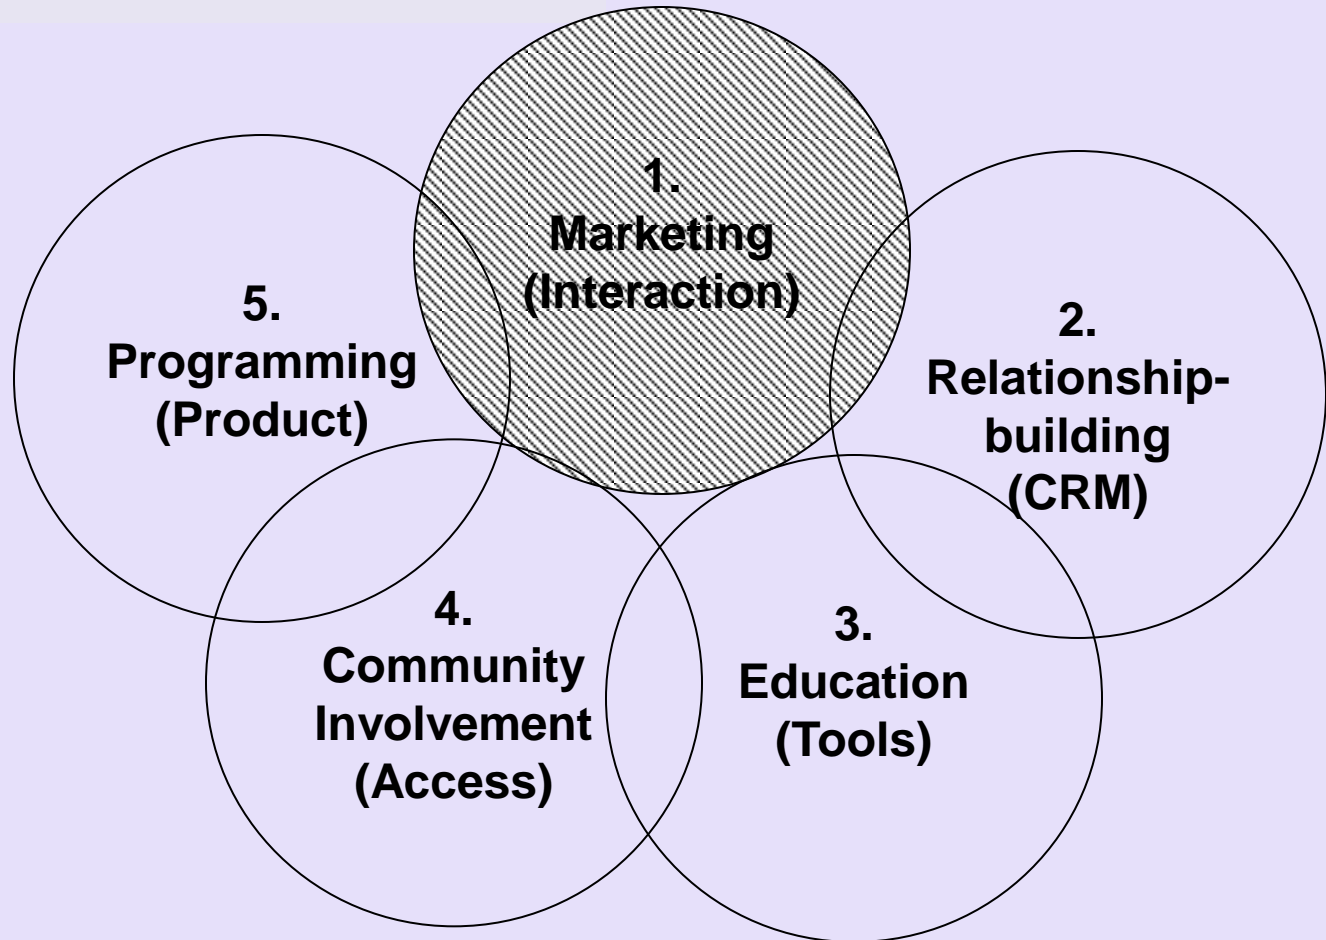 1.
Marketing
(Interaction)
2.
Relationship-
building
(CRM)
3.
Education
(Tools)
4.
Community
Involvement
(Access)
5.
Programming
(Product)